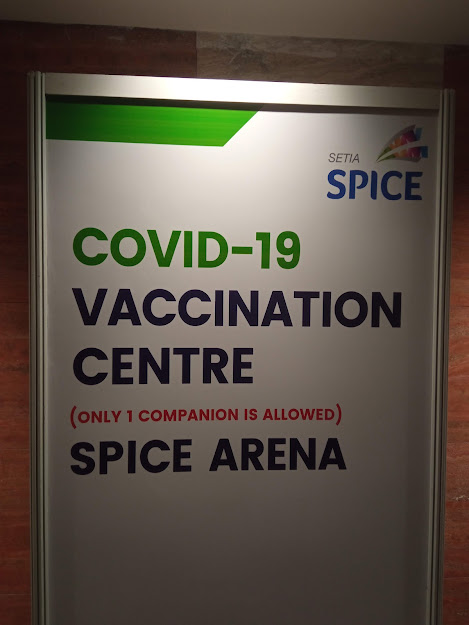 SETIA
SPICE
COVID-19
VACCINATION
CENTRE
(ONLY 1 COMPANION IS ALLOWED)
SPICE ARENA